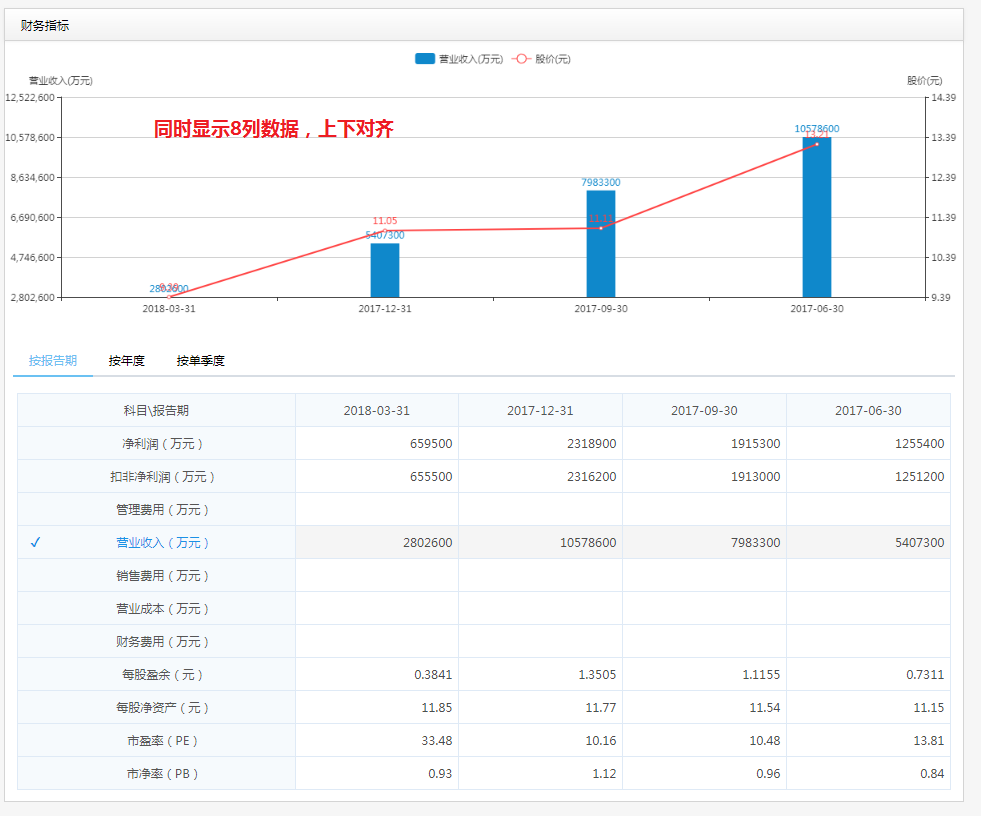 财务指标
营业收入(万元) 股价(元)
营业收入(万元) 股价(元)
12,522,600 14.39
同时显示8列数据，上下对齐
10578600
10,578,600 13.21 13.39
7983300
8,634,600 12.39
11.05
6,690,600 11.11 11.39
5407300
4,746,600 10.39
2802600
2,802,600 9.39
2018-03-31 2017-12-31 2017-09-30 2017-06-30
按报告期 按年度 按单季度
科目\报告期 2018-03-31 2017-12-31 2017-09-30 2017-06-30
净利润（万元） 659500 2318900 1915300 1255400
扣非净利润（万元） 655500 2316200 1913000 1251200
管理费用（万元）
✓ 营业收入（万元） 2802600 10578600 7983300 5407300
销售费用（万元）
营业成本（万元）
财务费用（万元）
每股盈余（元） 0.3841 1.3505 1.1155 0.7311
每股净资产（元） 11.85 11.77 11.54 11.15
市盈率（PE） 33.48 10.16 10.48 13.81
市净率（PB） 0.93 1.12 0.96 0.84